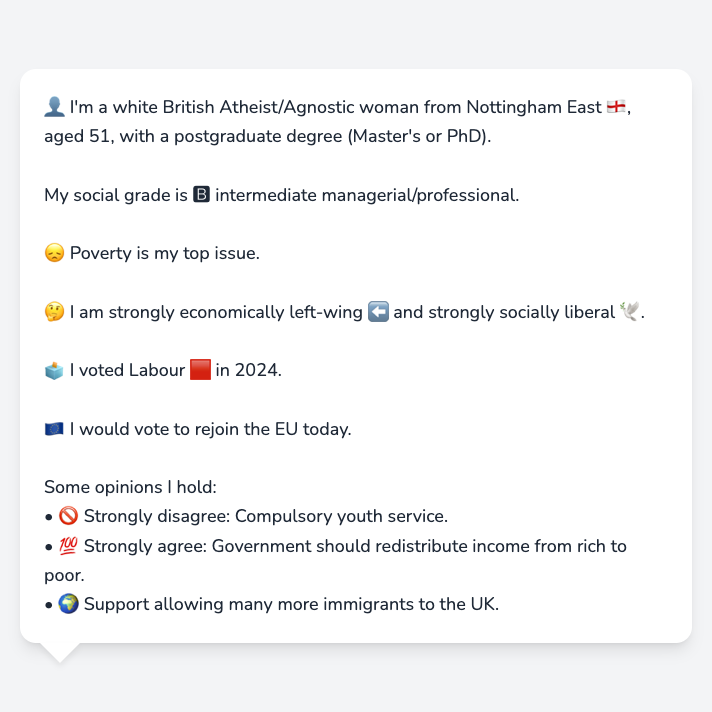 👤 I'm a white British Atheist/Agnostic woman from Nottingham East 🏴󠁧󠁢󠁥󠁮󠁧󠁿,
aged 51, with a postgraduate degree (Master's or PhD).
My social grade is 🅱 intermediate managerial/professional.
😞 Poverty is my top issue.
🤔 I am strongly economically left-wing ⬅️ and strongly socially liberal 🕊️.
🗳️ I voted Labour 🟥 in 2024.
🇪🇺 I would vote to rejoin the EU today.
Some opinions I hold:
• 🚫 Strongly disagree: Compulsory youth service.
• 💯 Strongly agree: Government should redistribute income from rich to
poor.
• 🌍 Support allowing many more immigrants to the UK.